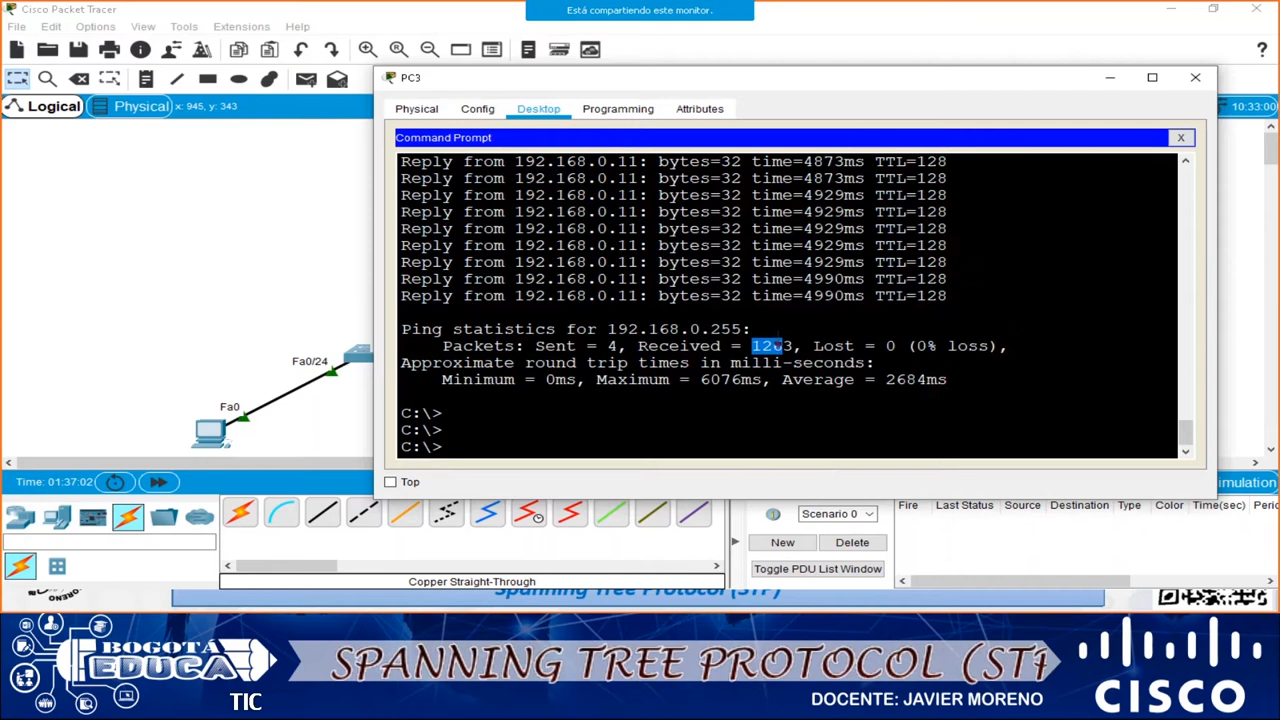 Cisco Packet Tracer
Está compartiendo este monitor.
File Edit Options View Tools Extensions Help
PC3
Logical Physical x: 945, y: 343
10:33:00
Physical Config Desktop Programming Attributes
Command Prompt
X
Reply from 192.168.0.11: bytes=32 time=4873ms TTL=128
Reply from 192.168.0.11: bytes=32 time=4873ms TTL=128
Reply from 192.168.0.11: bytes=32 time=4929ms TTL=128
Reply from 192.168.0.11: bytes=32 time=4929ms TTL=128
Reply from 192.168.0.11: bytes=32 time=4929ms TTL=128
Reply from 192.168.0.11: bytes=32 time=4929ms TTL=128
Reply from 192.168.0.11: bytes=32 time=4929ms TTL=128
Reply from 192.168.0.11: bytes=32 time=4990ms TTL=128
Reply from 192.168.0.11: bytes=32 time=4990ms TTL=128
Ping statistics for 192.168.0.255:
Packets: Sent = 4, Received = 1263, Lost = 0 (0% loss),
Approximate round trip times in milli-seconds:
Minimum = 0ms, Maximum = 6076ms, Average = 2684ms
C:\>
C:\>
C:\>
Fa0/24
Fa0
Top
Time: 01:37:02
imulation
Scenario 0
Fire Last Status Source Destination Type Color Time(sec) Perio
New Delete
Toggle PDU List Window
Copper Straight-Through
Spanning Tree Protocol (STP)
BOGOTÁ
EDUCA
TIC
SPANNING TREE PROTOCOL (STP
DOCENTE: JAVIER MORENO
CISCO